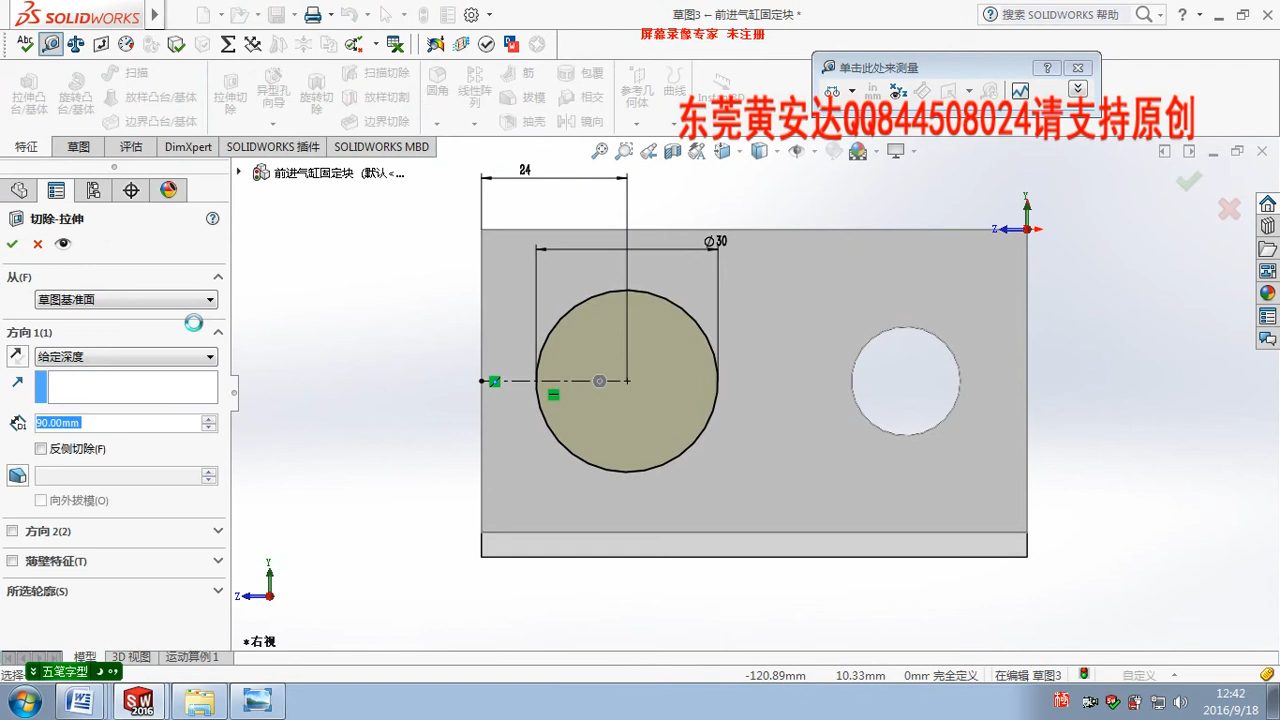 SOLIDWORKS
草图3 -- 前进气缸固定块 *
搜索 SOLIDWORKS 帮助
屏幕录像专家 未注册
单击此处来测量
in
mm
东莞黄安达QQ844508024请支持原创
拉伸凸台/基体
旋转凸台/基体
扫描
放样凸台/基体
边界凸台/基体
拉伸切除
异型孔向导
旋转切除
扫描切除
放样切割
边界切除
圆角
线性阵列
筋
拔模
抽壳
包覆
相交
镜向
参考几何体
曲线
特征
草图
评估
DimXpert
SOLIDWORKS 插件
SOLIDWORKS MBD
前进气缸固定块 (默认<...
切除-拉伸
从(F)
草图基准面
方向 1(1)
给定深度
90.00mm
反侧切除(F)
向外拔模(O)
方向 2(2)
薄壁特征(T)
所选轮廓(S)
24
∅30
Y
Z
Y
Z
*右視
模型
3D 视图
运动算例 1
选择
五笔字型
-120.89mm
10.33mm
0mm
完全定义
在编辑 草图3
自定义
SW
2016
12:42
2016/9/18